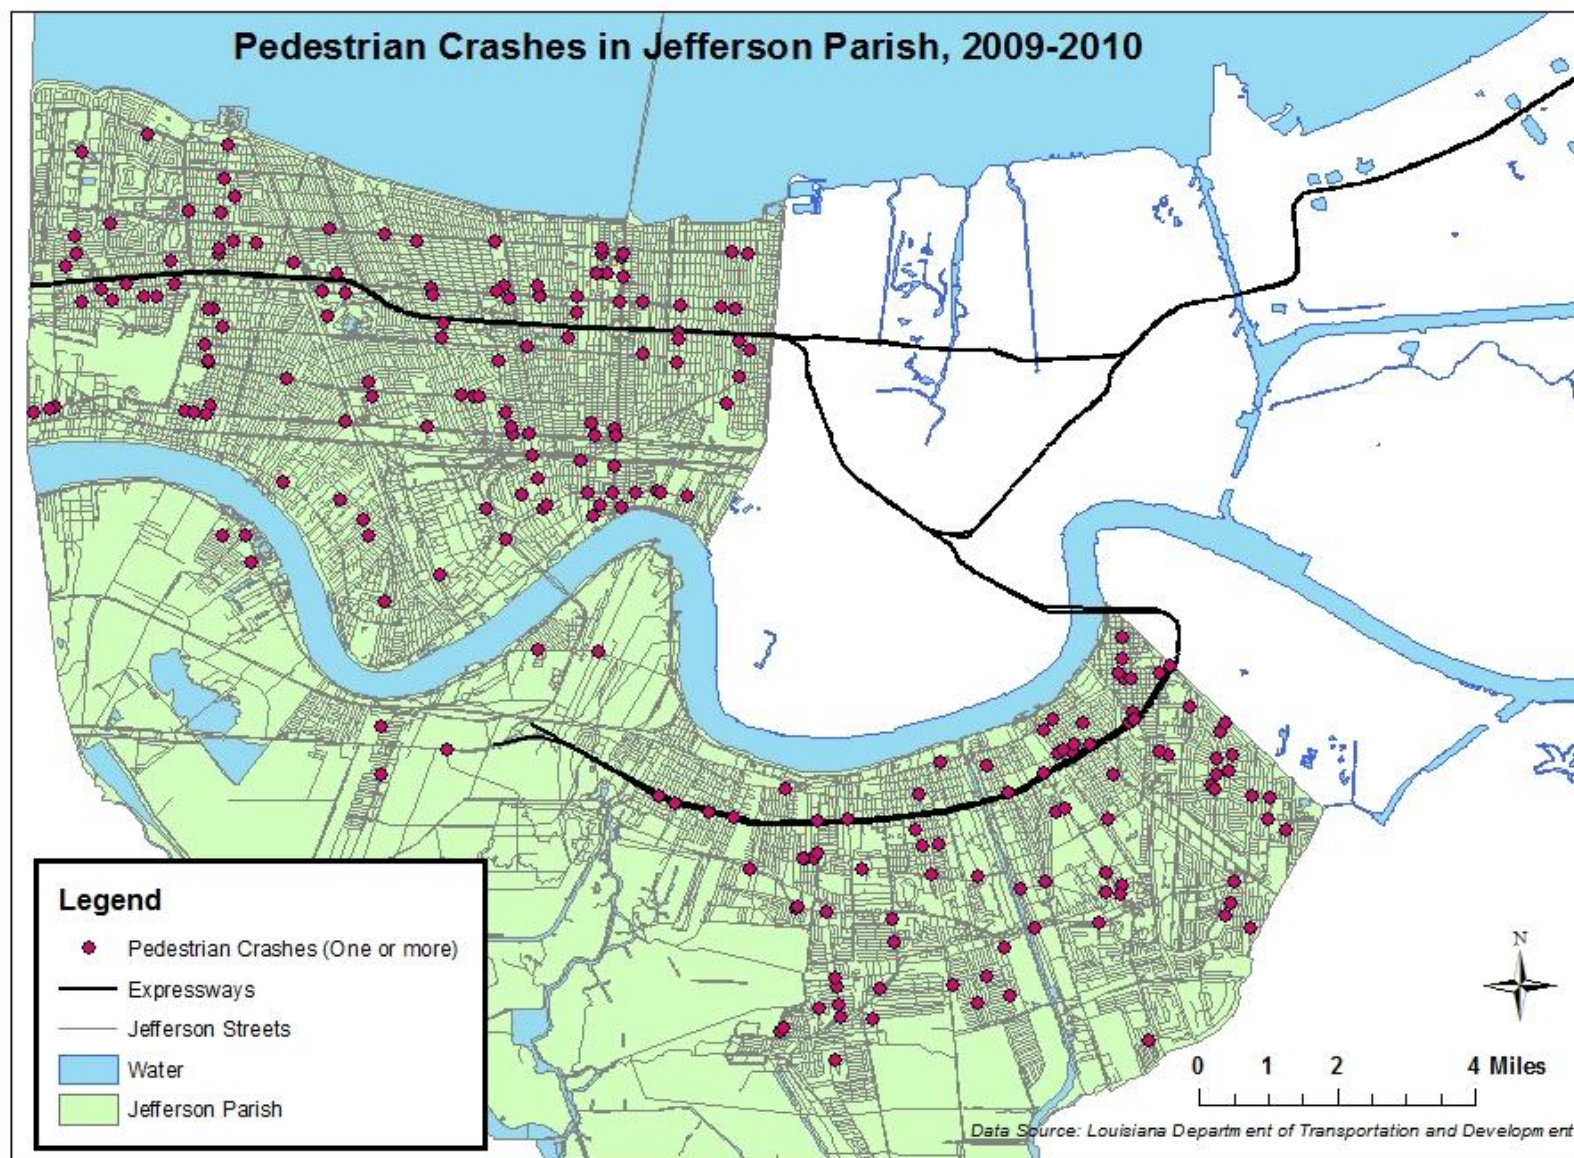 Pedestrian Crashes in Jefferson Parish, 2009-2010
Legend
Pedestrian Crashes (One or more)
Expressways
Jefferson Streets
Water
Jefferson Parish
N
0 1 2 4 Miles
Data Source: Louisiana Department of Transportation and Development